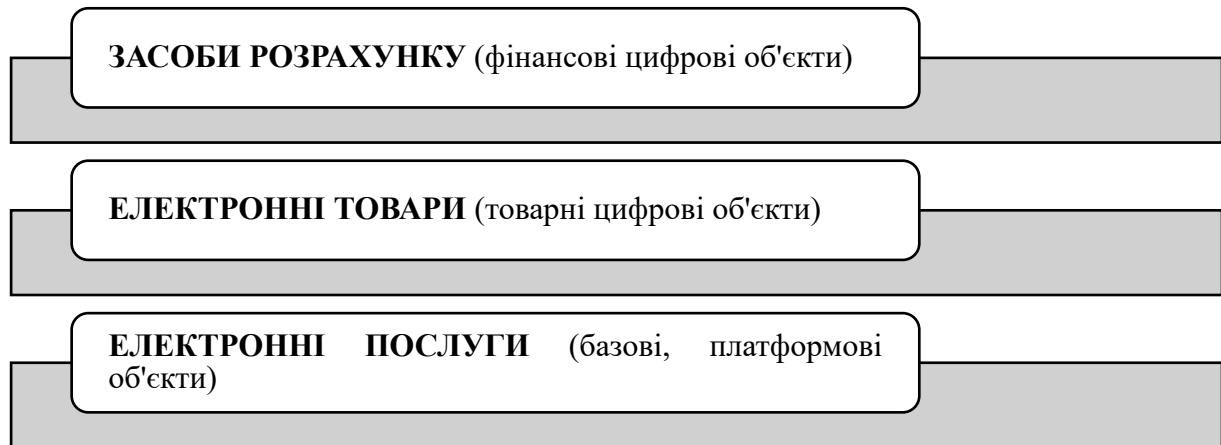 ЗАСОБИ РОЗРАХУНКУ (фінансові цифрові об'єкти)
ЕЛЕКТРОННІ ТОВАРИ (товарні цифрові об'єкти)
ЕЛЕКТРОННІ ПОСЛУГИ (базові, платформові
об'єкти)